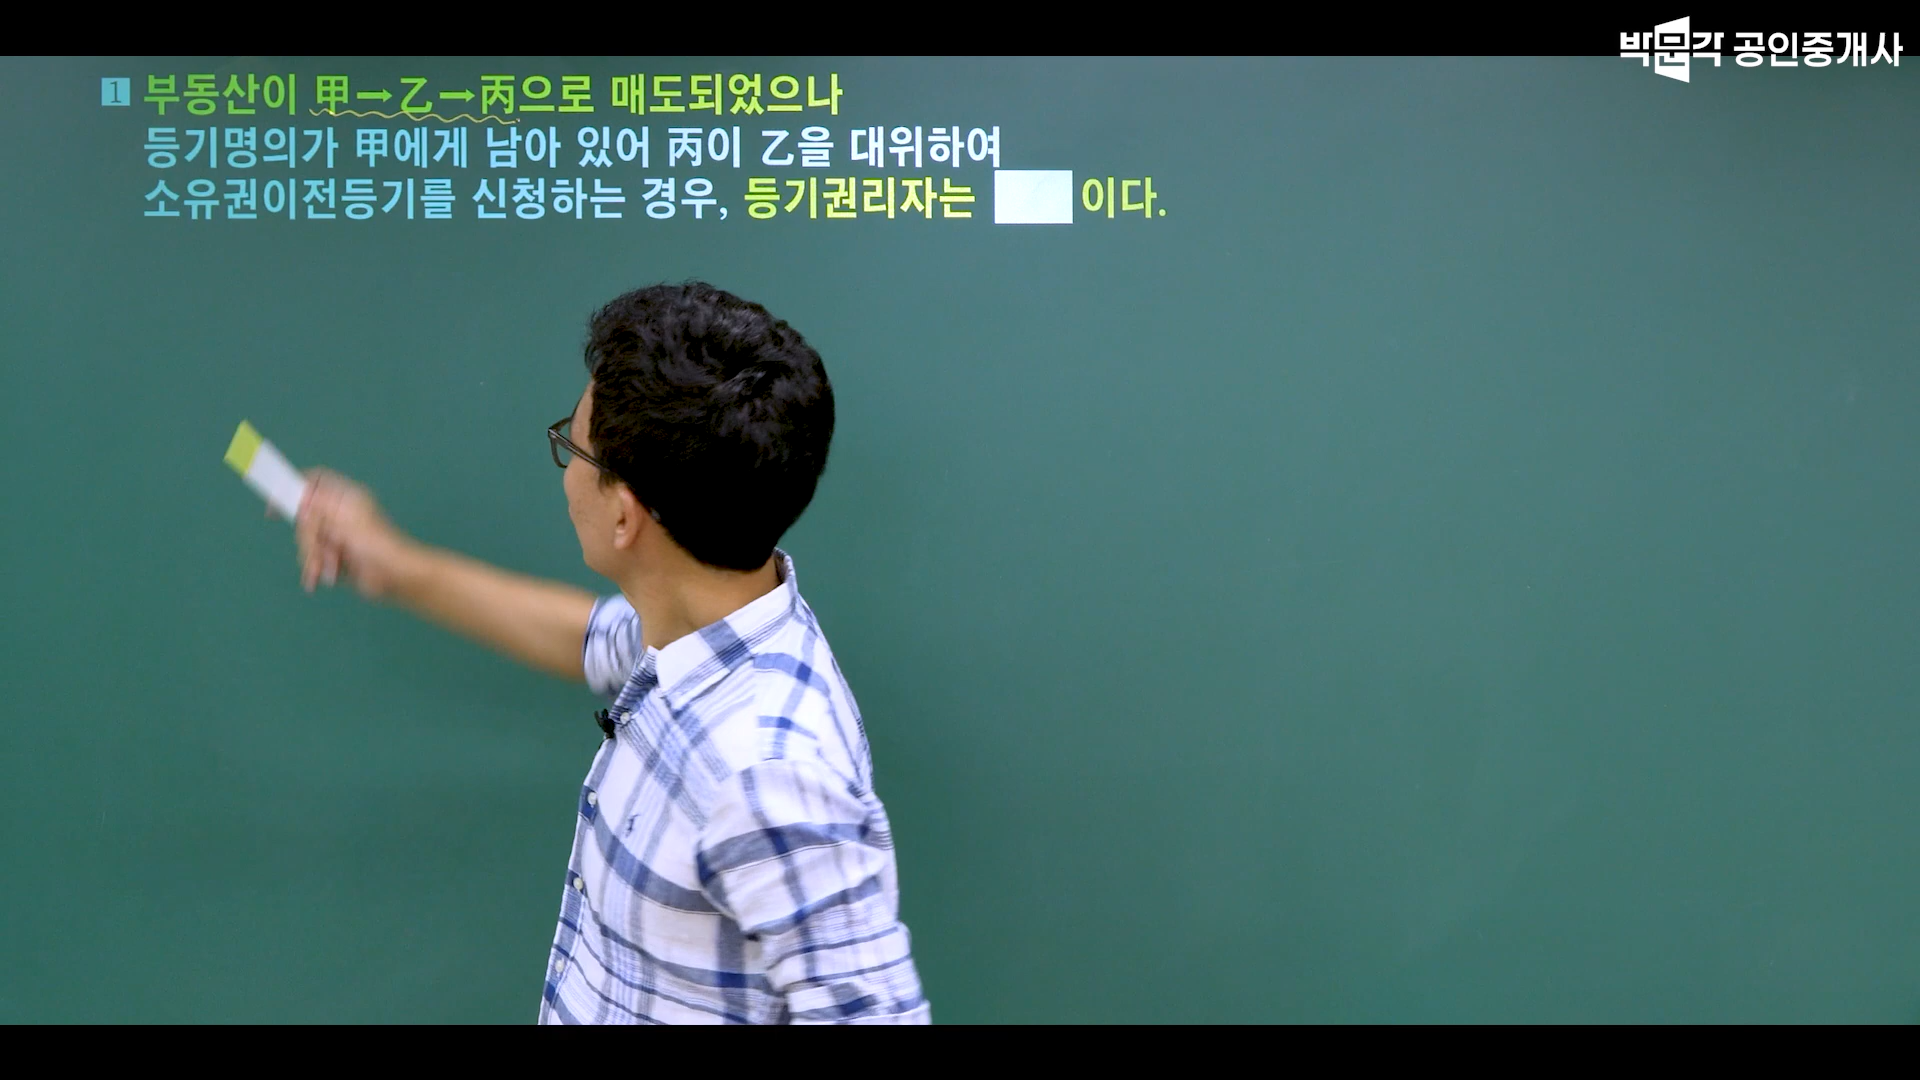 박문각 공인중개사
1 부동산이 甲→乙→丙으로 매도되었으나
등기명의가 甲에게 남아 있어 丙이 乙을 대위하여
소유권이전등기를 신청하는 경우, 등기권리자는 이다.